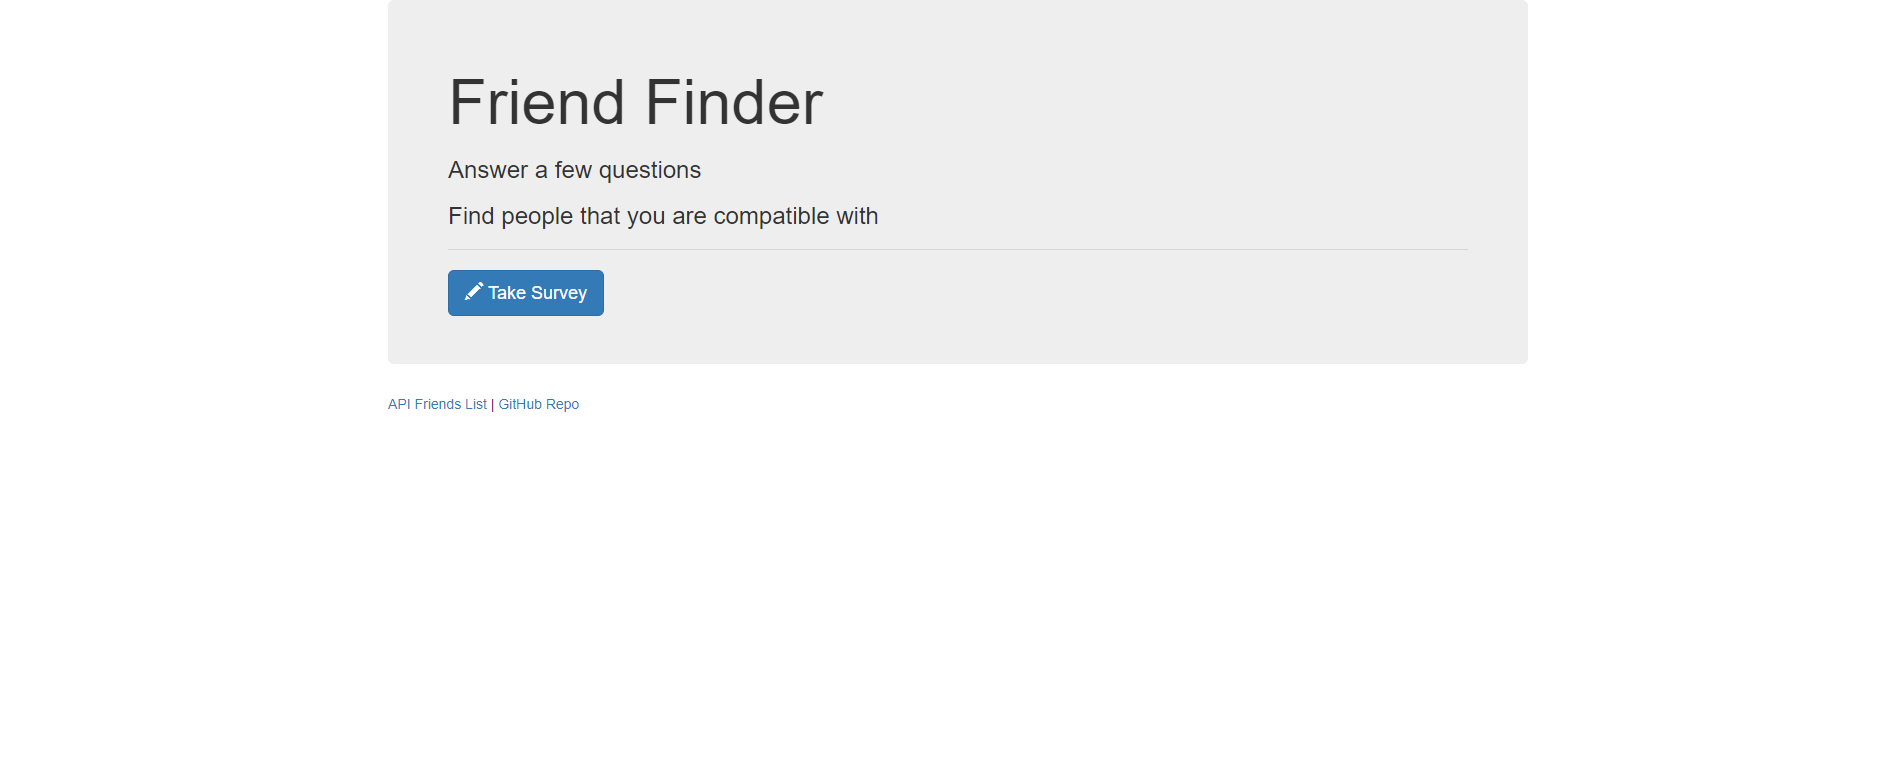 Friend Finder
Answer a few questions
Find people that you are compatible with
Take Survey
API Friends List | GitHub Repo